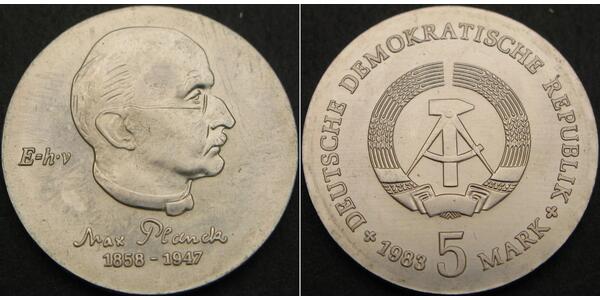 E=h·ν
Max Planck
1858 - 1947
DEUTSCHE DEMOKRATISCHE REPUBLIK
* 1983 5 MARK *